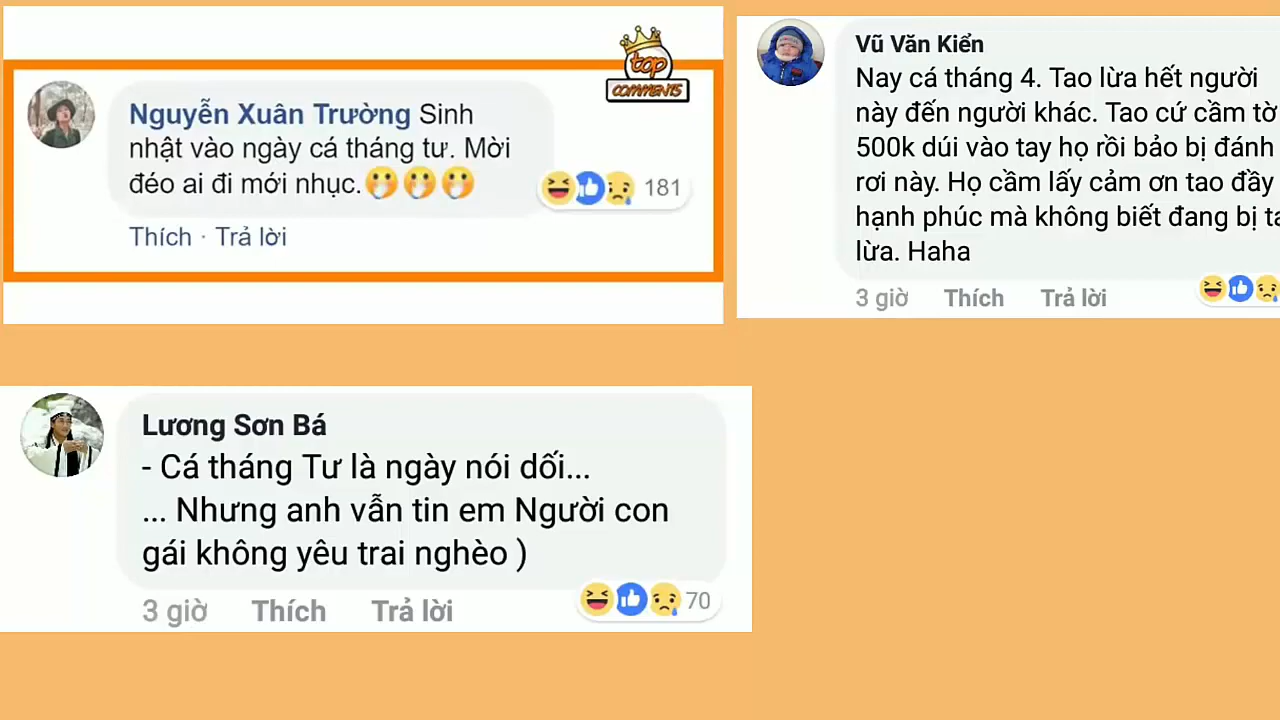 top
COMMENTS
Nguyễn Xuân Trường Sinh
nhật vào ngày cá tháng tư. Mời
đéo ai đi mới nhục.
181
Thích · Trả lời
Vũ Văn Kiển
Nay cá tháng 4. Tao lừa hết người
này đến người khác. Tao cứ cầm tờ
500k dúi vào tay họ rồi bảo bị đánh
rơi này. Họ cầm lấy cảm ơn tao đầy
hạnh phúc mà không biết đang bị
lừa. Haha
3 giờ Thích Trả lời
Lương Sơn Bá
- Cá tháng Tư là ngày nói dối...
... Nhưng anh vẫn tin em Người con
gái không yêu trai nghèo )
70
3 giờ Thích Trả lời